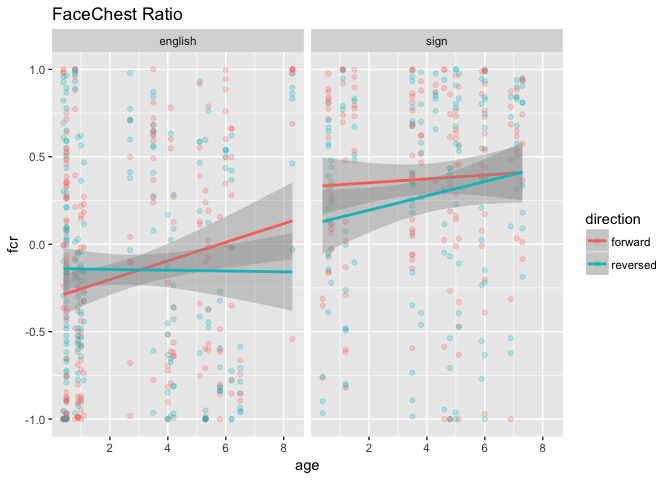 FaceChest Ratio
english sign
1.0
0.5
0.0
-0.5
-1.0
fcr
2 4 6 8 2 4 6 8
age
direction
forward
reversed